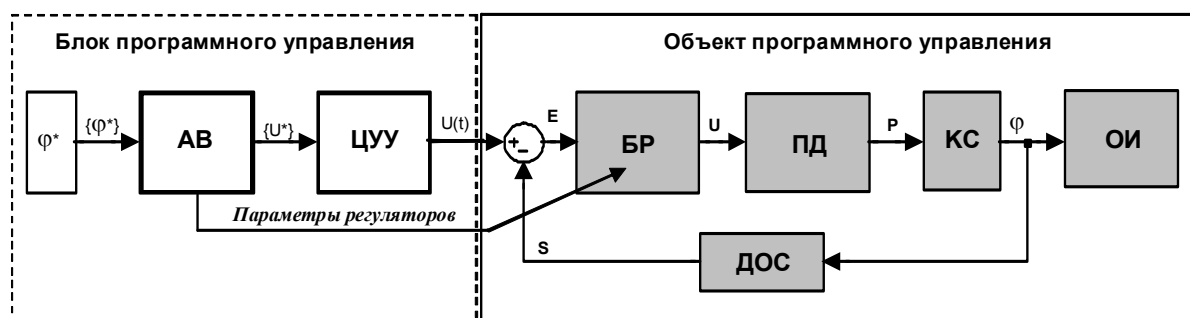 Блок программного управления
Объект программного управления
φ*
{φ*}
АВ
{U*}
ЦУУ
U(t)
+
-
E
БР
U
ПД
P
КС
φ
ОИ
Параметры регуляторов
S
ДОС